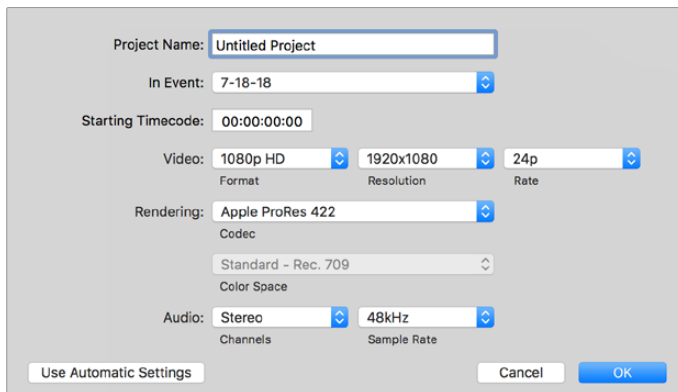 Project Name: Untitled Project
In Event: 7-18-18
Starting Timecode: 00:00:00:00
Video: 1080p HD 1920x1080 24p
Format Resolution Rate
Rendering: Apple ProRes 422
Codec
Standard - Rec. 709
Color Space
Audio: Stereo 48kHz
Channels Sample Rate
Use Automatic Settings Cancel OK